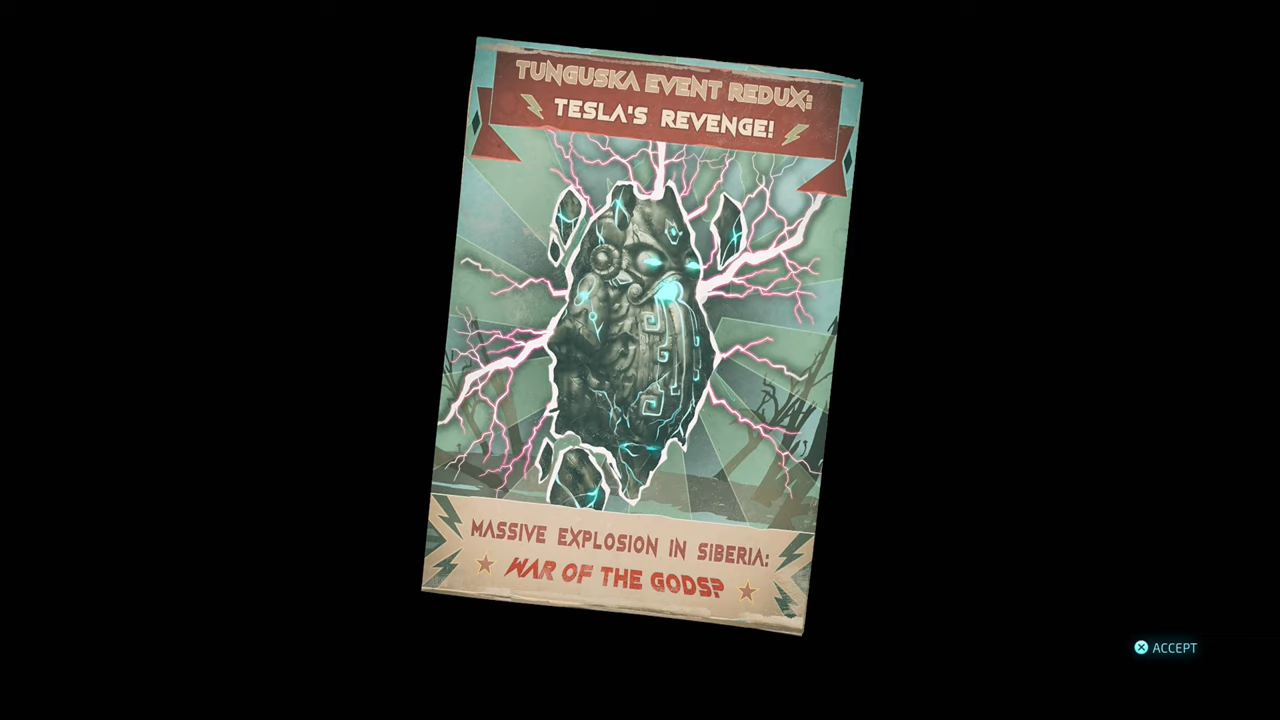 TUNGUSKA EVENT REDUX:
TESLA'S REVENGE!
MASSIVE EXPLOSION IN SIBERIA:
WAR OF THE GODS?
ACCEPT